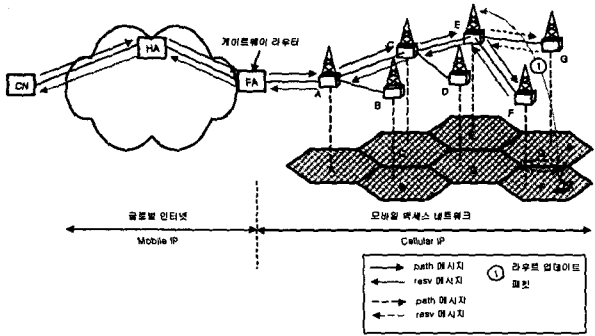 게이트웨이 라우터
CN
HA
FA
A
B
C
D
E
F
G
1
글로벌 인터넷
모바일 액세스 네트워크
Mobile IP
Cellular IP
path 메시지
resv 메시지
path 메시지
resv 메시지
1 라우트 업데이트
패킷